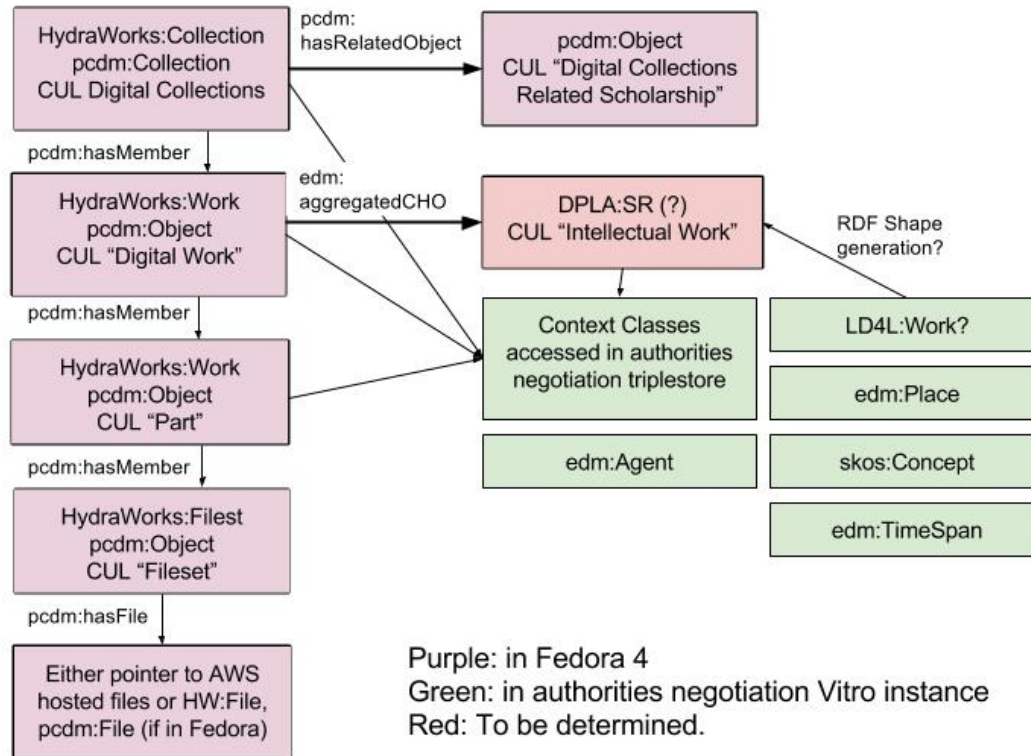 HydraWorks:Collection
pcdm:Collection
CUL Digital Collections
pcdm:
hasRelatedObject
pcdm:Object
CUL “Digital Collections
Related Scholarship”
pcdm:hasMember
HydraWorks:Work
pcdm:Object
CUL “Digital Work”
edm:
aggregatedCHO
DPLA:SR (?)
CUL “Intellectual Work”
RDF Shape
generation?
pcdm:hasMember
Context Classes
accessed in authorities
negotiation triplestore
LD4L:Work?
HydraWorks:Work
pcdm:Object
CUL “Part”
edm:Place
pcdm:hasMember
edm:Agent
skos:Concept
HydraWorks:Filest
pcdm:Object
CUL “Fileset”
edm:TimeSpan
pcdm:hasFile
Either pointer to AWS
hosted files or HW:File,
pcdm:File (if in Fedora)
Purple: in Fedora 4
Green: in authorities negotiation Vitro instance
Red: To be determined.